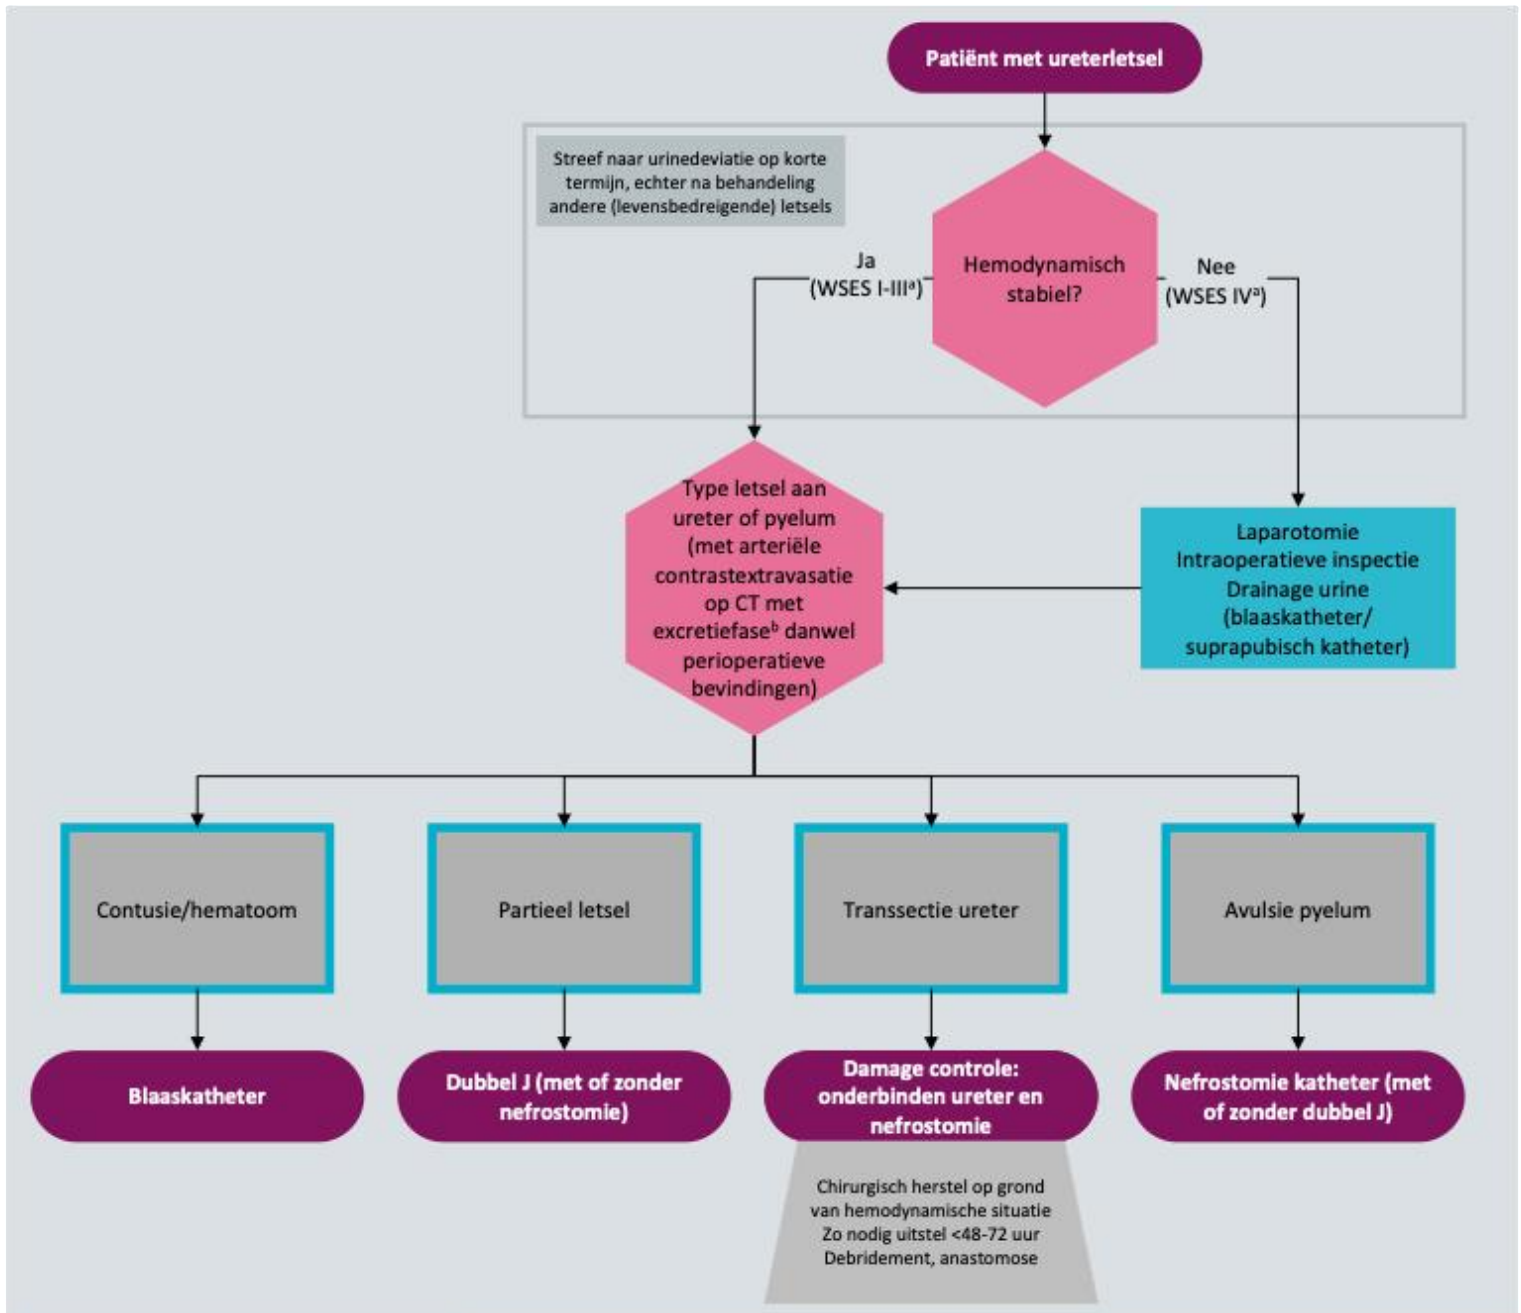 Patiënt met ureterletsel
Streef naar urinedeviatie op korte
termijn, echter na behandeling
andere (levensbedreigende) letsels
Ja
(WSES I-IIIᵃ)
Hemodynamisch
stabiel?
Nee
(WSES IVᵃ)
Type letsel aan
ureter of pyelum
(met arteriële
contrastextravasatie
op CT met
excretiefaseᵇ danwel
perioperatieve
bevindingen)
Laparotomie
Intraoperatieve inspectie
Drainage urine
(blaaskatheter/
suprapubisch katheter)
Contusie/hematoom
Partieel letsel
Transsectie ureter
Avulsie pyelum
Blaaskatheter
Dubbel J (met of zonder
nefrostomie)
Damage controle:
onderbinden ureter en
nefrostomie
Nefrostomie katheter (met
of zonder dubbel J)
Chirurgisch herstel op grond
van hemodynamische situatie
Zo nodig uitstel <48-72 uur
Debridement, anastomose